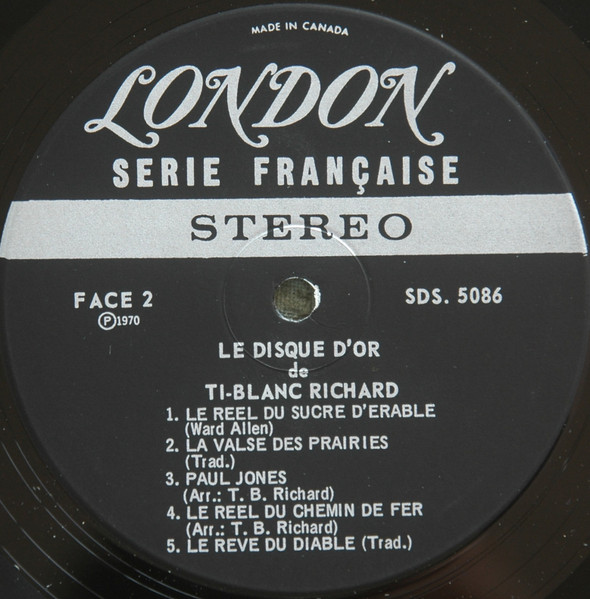 MADE IN CANADA
LONDON
SERIE FRANÇAISE
STEREO
FACE 2
SDS. 5086
Ⓟ1970
LE DISQUE D'OR
de
TI-BLANC RICHARD
1. LE REEL DU SUCRE D'ERABLE
(Ward Allen)
2. LA VALSE DES PRAIRIES
(Trad.)
3. PAUL JONES
(Arr.: T. B. Richard)
4. LE REEL DU CHEMIN DE FER
(Arr.: T. B. Richard)
5. LE REVE DU DIABLE (Trad.)